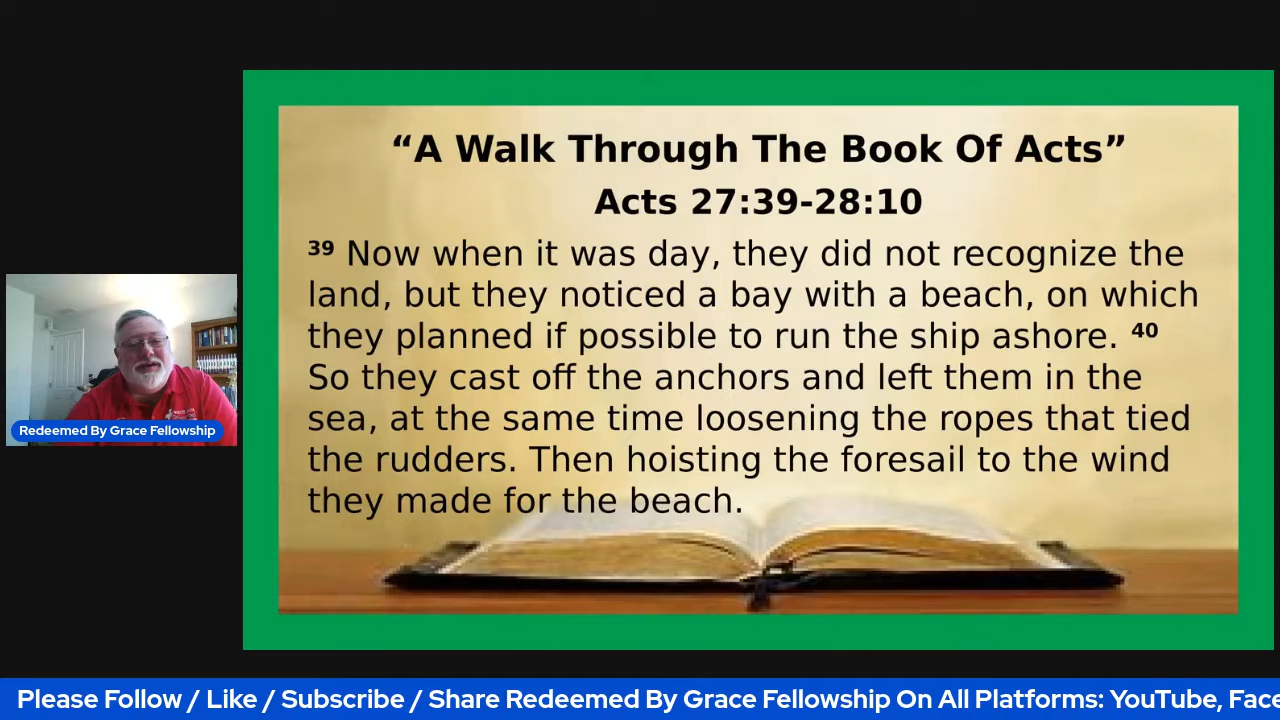 “A Walk Through The Book Of Acts”
Acts 27:39-28:10
39 Now when it was day, they did not recognize the
land, but they noticed a bay with a beach, on which
they planned if possible to run the ship ashore. 40
So they cast off the anchors and left them in the
sea, at the same time loosening the ropes that tied
the rudders. Then hoisting the foresail to the wind
they made for the beach.
Redeemed By Grace Fellowship
Please Follow / Like / Subscribe / Share Redeemed By Grace Fellowship On All Platforms: YouTube, Face